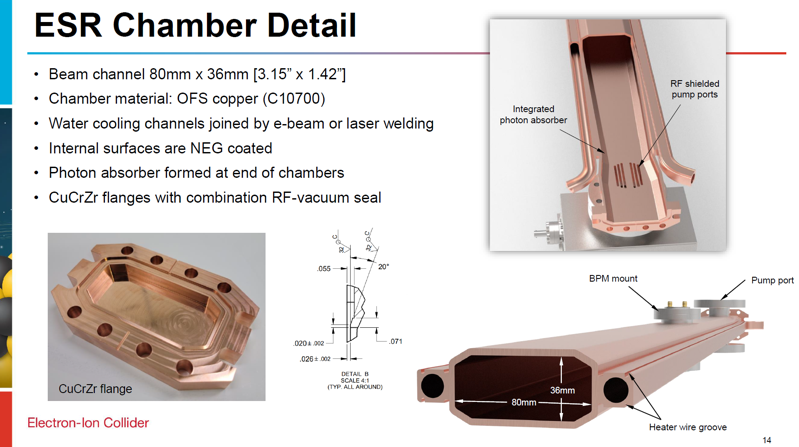 ESR Chamber Detail
• Beam channel 80mm x 36mm [3.15” x 1.42”]
• Chamber material: OFS copper (C10700)
• Water cooling channels joined by e-beam or laser welding
• Internal surfaces are NEG coated
• Photon absorber formed at end of chambers
• CuCrZr flanges with combination RF-vacuum seal
Integrated
photon absorber
RF shielded
pump ports
CuCrZr flange
.055
20°
.020 ± .002
.071
.026 ± .002
DETAIL B
SCALE 4:1
(TYP. ALL AROUND)
BPM mount
Pump port
36mm
80mm
Heater wire groove
Electron-Ion Collider
14